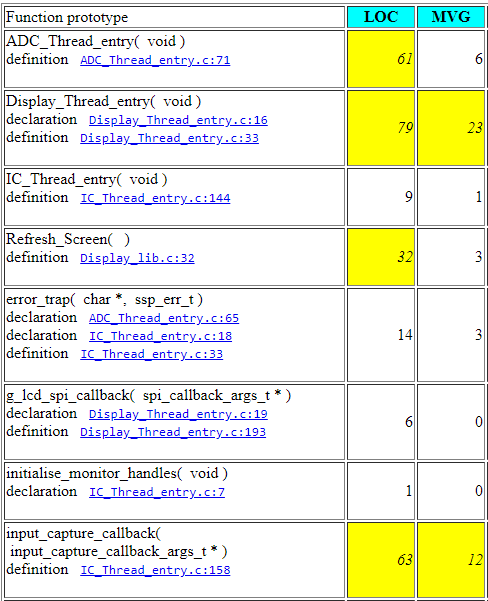 Function prototype LOC MVG
ADC_Thread_entry( void )
definition ADC_Thread_entry.c:71 61 6
Display_Thread_entry( void )
declaration Display_Thread_entry.c:16
definition Display_Thread_entry.c:33 79 23
IC_Thread_entry( void )
definition IC_Thread_entry.c:144 9 1
Refresh_Screen( )
definition Display_lib.c:32 32 3
error_trap( char *, ssp_err_t )
declaration ADC_Thread_entry.c:65
declaration IC_Thread_entry.c:18 14 3
definition IC_Thread_entry.c:33
g_lcd_spi_callback( spi_callback_args_t * )
declaration Display_Thread_entry.c:19 6 0
definition Display_Thread_entry.c:193
initialise_monitor_handles( void )
declaration IC_Thread_entry.c:7 1 0
input_capture_callback(
input_capture_callback_args_t * ) 63 12
definition IC_Thread_entry.c:158